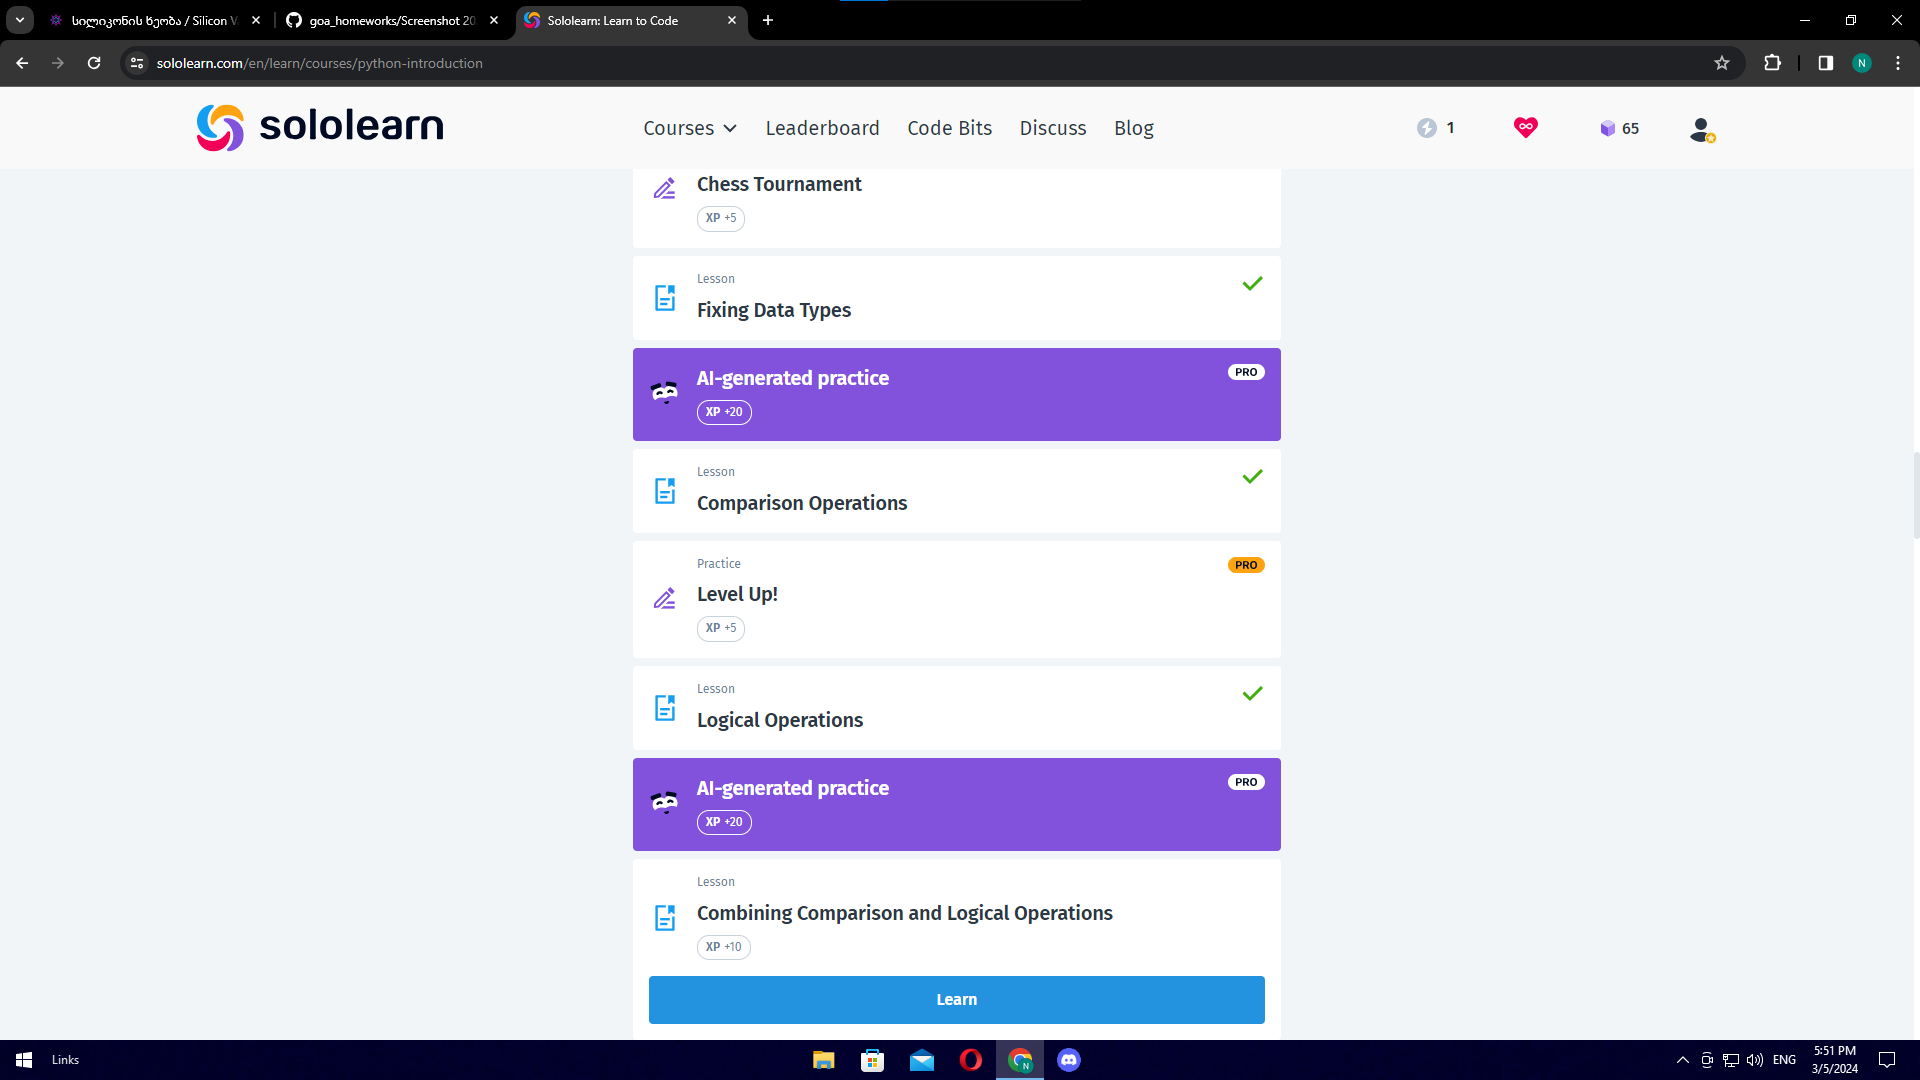 სილიკონის ხეობა / Silicon V
goa_homeworks/Screenshot 20
Sololearn: Learn to Code
sololearn.com/en/learn/courses/python-introduction
N
sololearn
Courses
Leaderboard
Code Bits
Discuss
Blog
1
65
Chess Tournament
XP +5
Lesson
Fixing Data Types
AI-generated practice
PRO
XP +20
Lesson
Comparison Operations
Practice
PRO
Level Up!
XP +5
Lesson
Logical Operations
AI-generated practice
PRO
XP +20
Lesson
Combining Comparison and Logical Operations
XP +10
Learn
Links
N
ENG
5:51 PM
3/5/2024